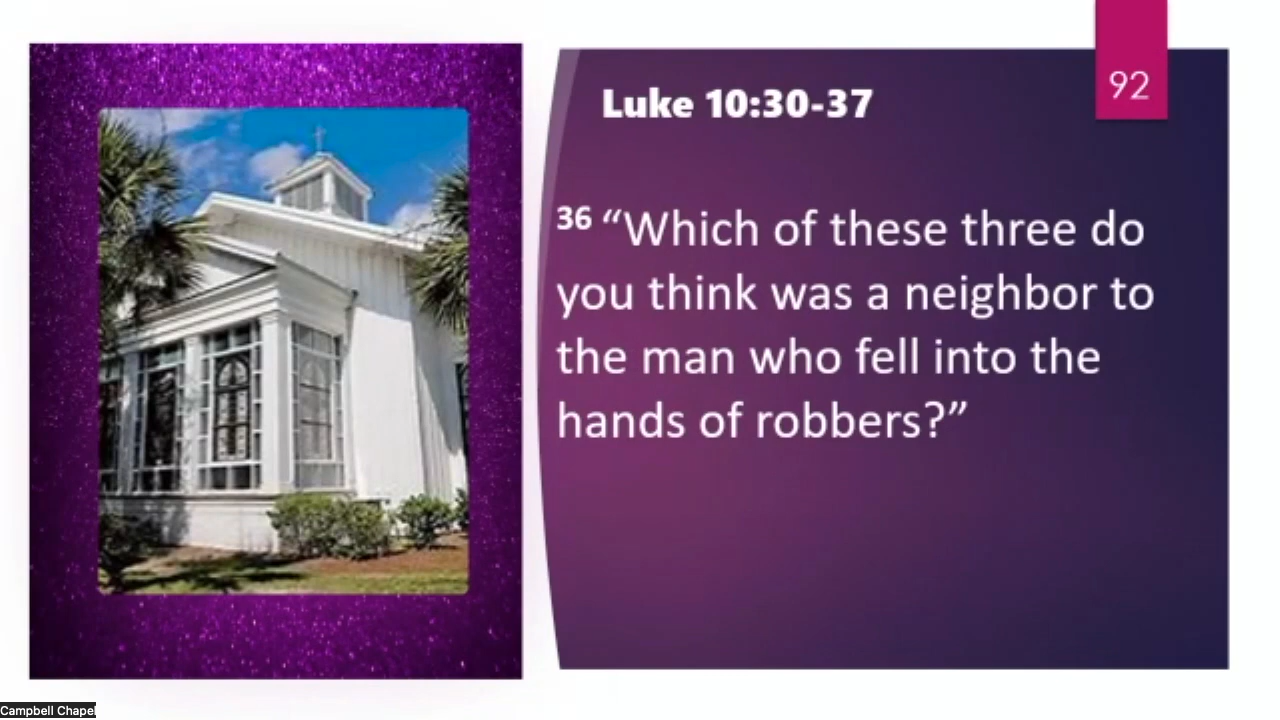 92
Luke 10:30-37
36 “Which of these three do
you think was a neighbor to
the man who fell into the
hands of robbers?”
Campbell Chapel